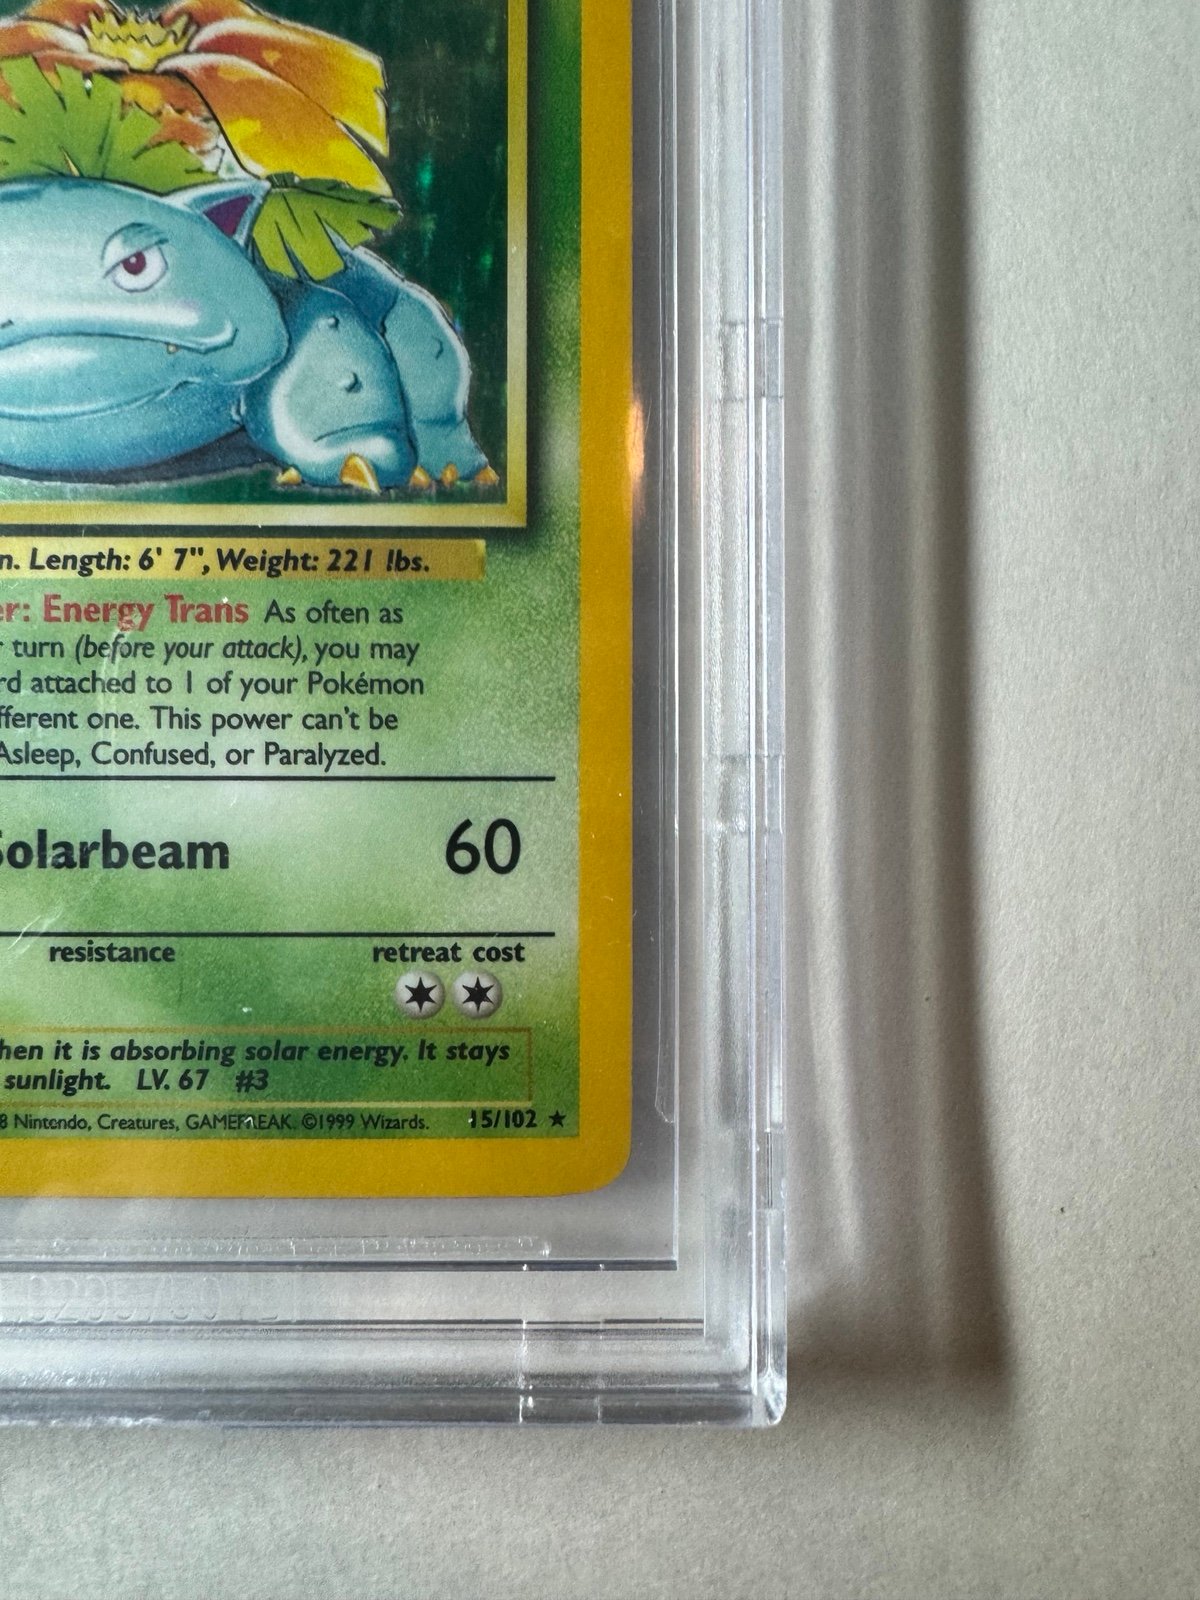 n. Length: 6' 7", Weight: 221 lbs.
er: Energy Trans As often as
r turn (before your attack), you may
rd attached to 1 of your Pokémon
fferent one. This power can't be
Asleep, Confused, or Paralyzed.
Solarbeam 60
resistance retreat cost
hen it is absorbing solar energy. It stays
sunlight. LV. 67 #3
8 Nintendo, Creatures, GAMEFREAK. ©1999 Wizards. 15/102 ★